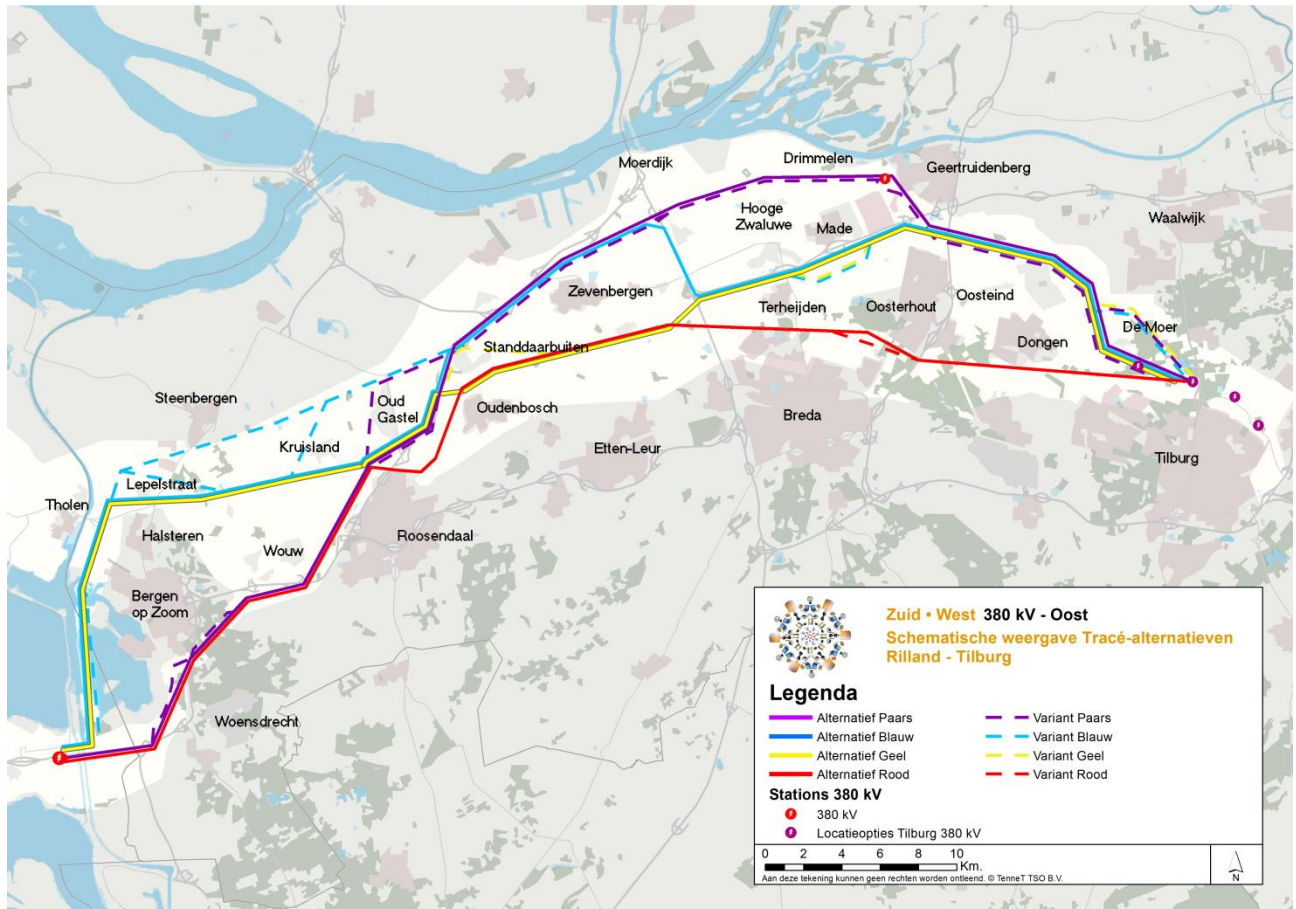 Moerdijk
Drimmelen
Geertruidenberg
Hooge
Zwaluwe
Made
Waalwijk
Zevenbergen
Terheijden
Oosterhout
Oosteind
De Moer
Dongen
Standdaarbuiten
Steenbergen
Oud
Gastel
Oudenbosch
Kruisland
Etten-Leur
Breda
Tilburg
Lepelstraat
Tholen
Halsteren
Wouw
Roosendaal
Bergen
op Zoom
Woensdrecht
Zuid • West 380 kV - Oost
Schematische weergave Tracé-alternatieven
Rilland - Tilburg
Legenda
Alternatief Paars
Variant Paars
Alternatief Blauw
Variant Blauw
Alternatief Geel
Variant Geel
Alternatief Rood
Variant Rood
Stations 380 kV
380 kV
Locatieopties Tilburg 380 kV
0 2 4 6 8 10
Km.
Aan deze tekening kunnen geen rechten worden ontleend. © TenneT TSO B.V.
N